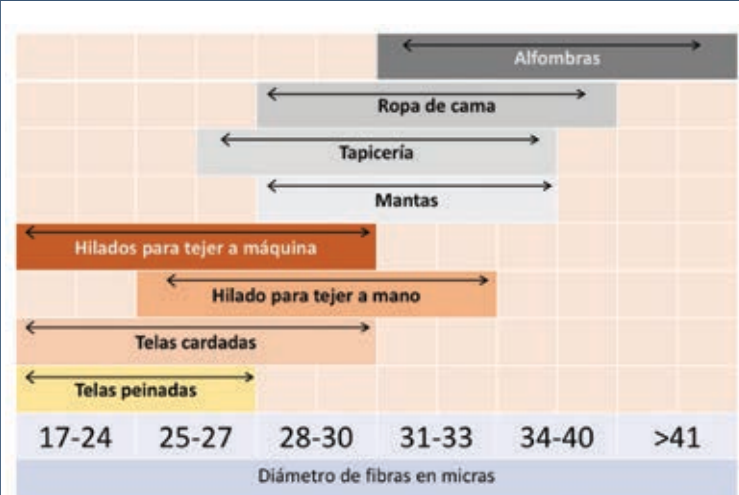 Alfombras
Ropa de cama
Tapicería
Mantas
Hilados para tejer a máquina
Hilado para tejer a mano
Telas cardadas
Telas peinadas
17-24 25-27 28-30 31-33 34-40 >41
Diámetro de fibras en micras